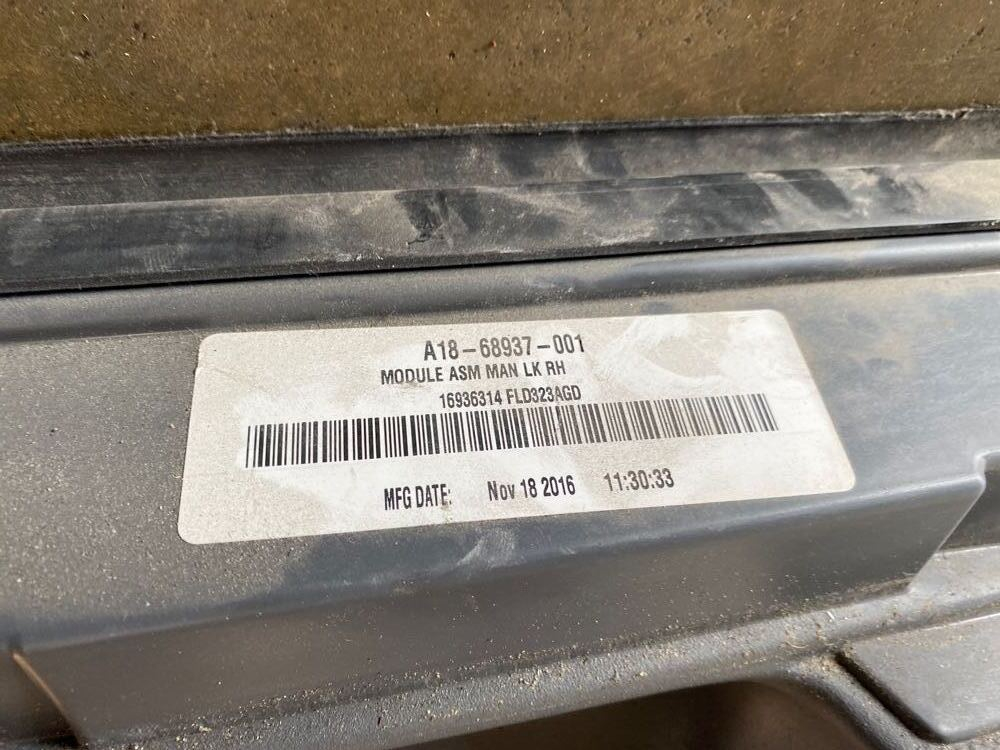 A18-68937-001
MODULE ASM MAN LK RH
16936314 FLD323AGD
MFG DATE: Nov 18 2016 11:30:33